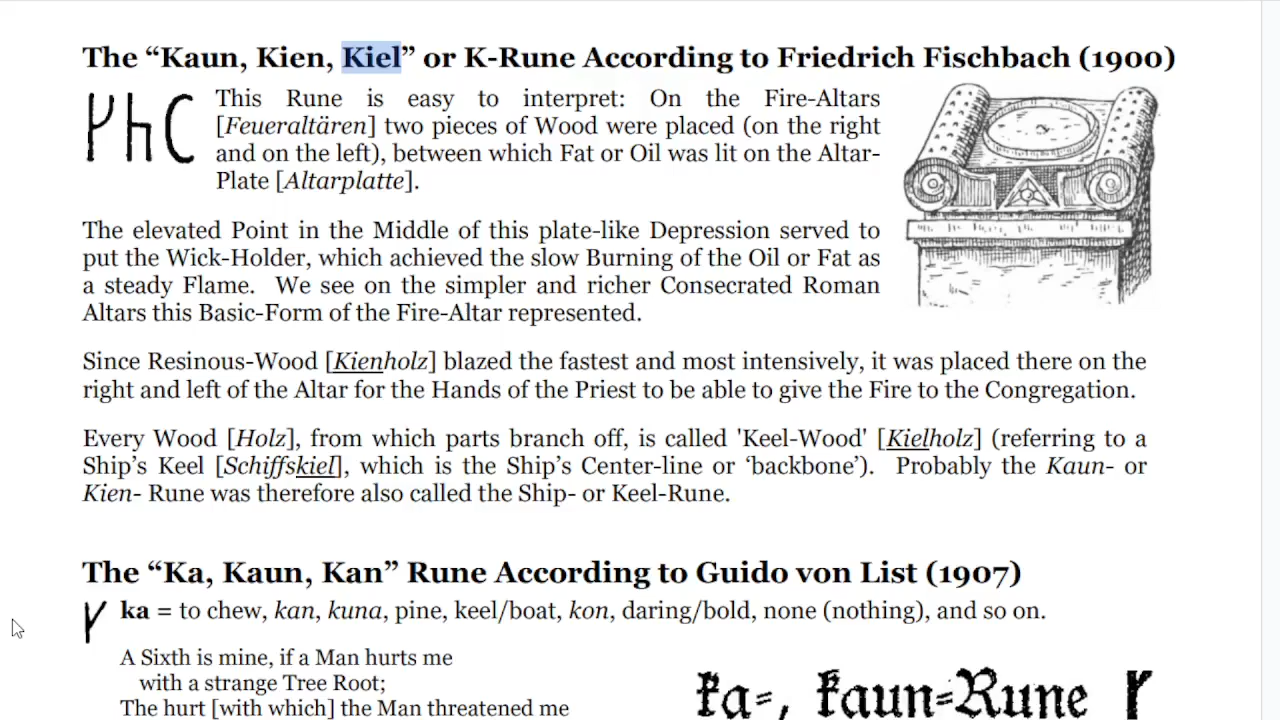 The “Kaun, Kien, Kiel” or K-Rune According to Friedrich Fischbach (1900)
This Rune is easy to interpret: On the Fire-Altars
[Feueraltären] two pieces of Wood were placed (on the right
and on the left), between which Fat or Oil was lit on the Altar-
Plate [Altarplatte].
The elevated Point in the Middle of this plate-like Depression served to
put the Wick-Holder, which achieved the slow Burning of the Oil or Fat as
a steady Flame. We see on the simpler and richer Consecrated Roman
Altars this Basic-Form of the Fire-Altar represented.
Since Resinous-Wood [Kienholz] blazed the fastest and most intensively, it was placed there on the
right and left of the Altar for the Hands of the Priest to be able to give the Fire to the Congregation.
Every Wood [Holz], from which parts branch off, is called 'Keel-Wood' [Kielholz] (referring to a
Ship’s Keel [Schiffskiel], which is the Ship’s Center-line or ‘backbone’). Probably the Kaun- or
Kien- Rune was therefore also called the Ship- or Keel-Rune.
The “Ka, Kaun, Kan” Rune According to Guido von List (1907)
ka = to chew, kan, kuna, pine, keel/boat, kon, daring/bold, none (nothing), and so on.
A Sixth is mine, if a Man hurts me
with a strange Tree Root;
The hurt [with which] the Man threatened me
ka=, kaun=Rune